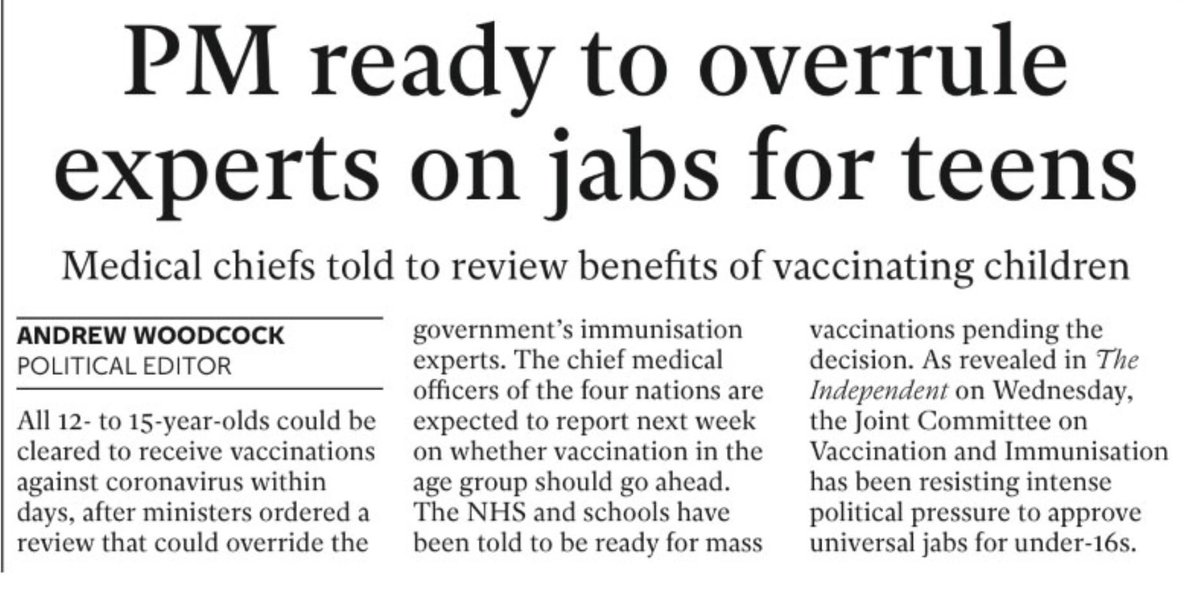 PM ready to overrule
experts on jabs for teens
Medical chiefs told to review benefits of vaccinating children
ANDREW WOODCOCK
POLITICAL EDITOR
All 12- to 15-year-olds could be
cleared to receive vaccinations
against coronavirus within
days, after ministers ordered a
review that could override the
government’s immunisation
experts. The chief medical
officers of the four nations are
expected to report next week
on whether vaccination in the
age group should go ahead.
The NHS and schools have
been told to be ready for mass
vaccinations pending the
decision. As revealed in The
Independent on Wednesday,
the Joint Committee on
Vaccination and Immunisation
has been resisting intense
political pressure to approve
universal jabs for under-16s.